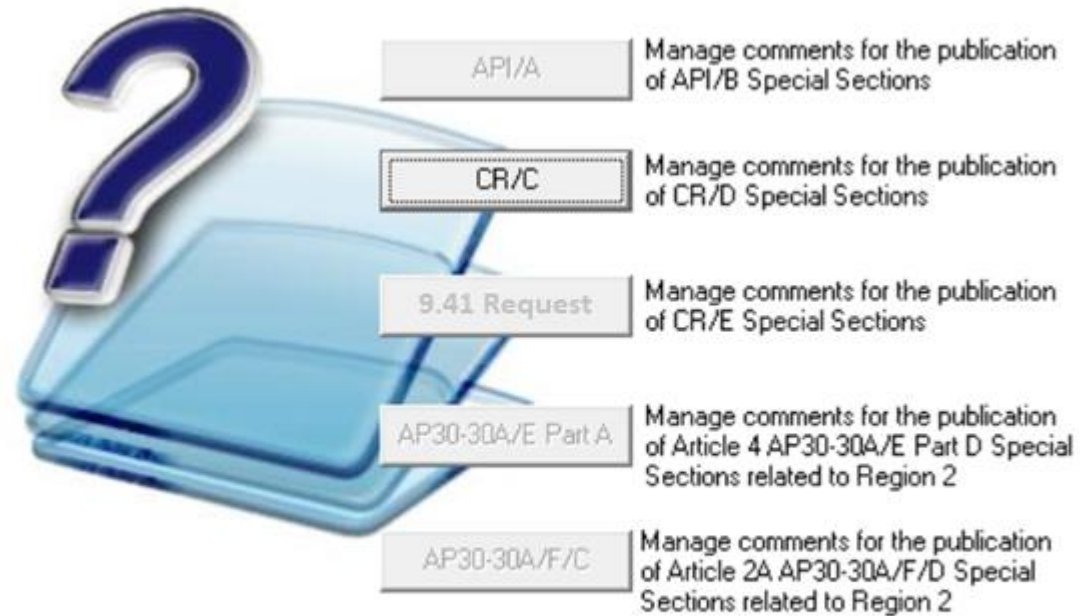 API/A
Manage comments for the publication
of API/B Special Sections
CR/C
Manage comments for the publication
of CR/D Special Sections
9.41 Request
Manage comments for the publication
of CR/E Special Sections
AP30-30A/E Part A
Manage comments for the publication
of Article 4 AP30-30A/E Part D Special
Sections related to Region 2
AP30-30A/F/C
Manage comments for the publication
of Article 2A AP30-30A/F/D Special
Sections related to Region 2